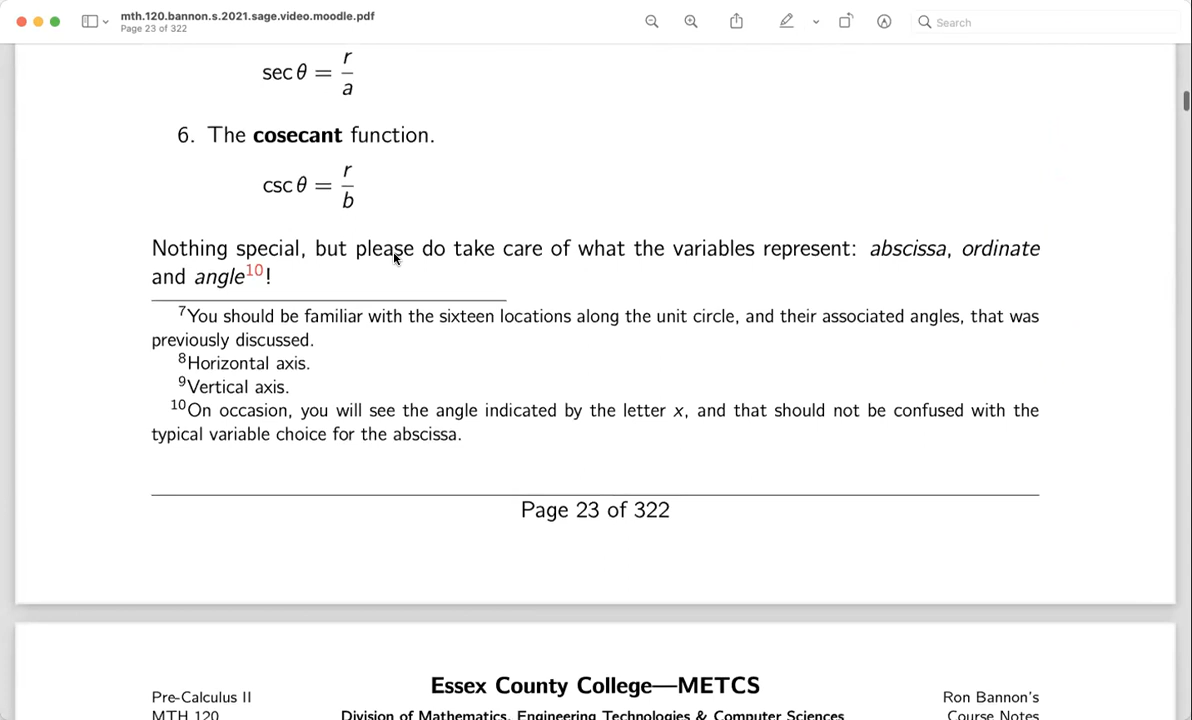 mth.120.bannon.s.2021.sage.video.moodle.pdf
Page 23 of 322
Search
sec θ = r/a
6. The cosecant function.
csc θ = r/b
Nothing special, but please do take care of what the variables represent: abscissa, ordinate
and angle10!
7You should be familiar with the sixteen locations along the unit circle, and their associated angles, that was
previously discussed.
8Horizontal axis.
9Vertical axis.
10On occasion, you will see the angle indicated by the letter x, and that should not be confused with the
typical variable choice for the abscissa.
Page 23 of 322
Essex County College—METCS
Pre-Calculus II
Ron Bannon's
MTH 120
Division of Mathematics, Engineering Technologies & Computer Sciences
Course Notes